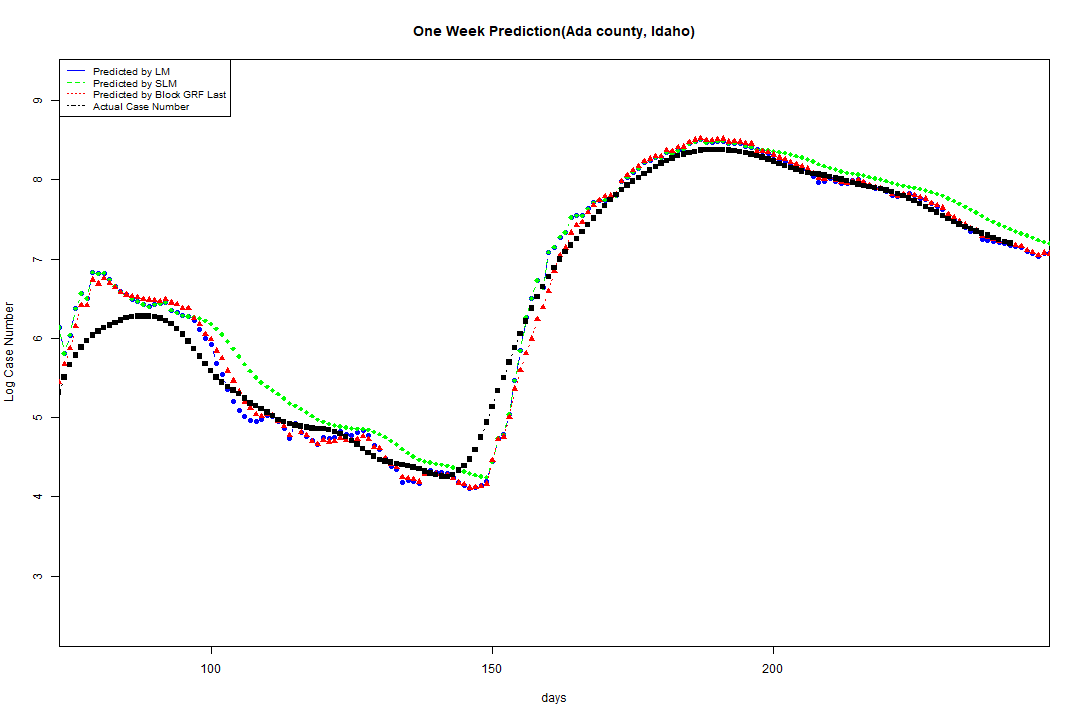 One Week Prediction(Ada county, Idaho)
Predicted by LM
Predicted by SLM
Predicted by Block GRF Last
Actual Case Number
9
8
7
6
5
4
3
Log Case Number
100 150 200
days